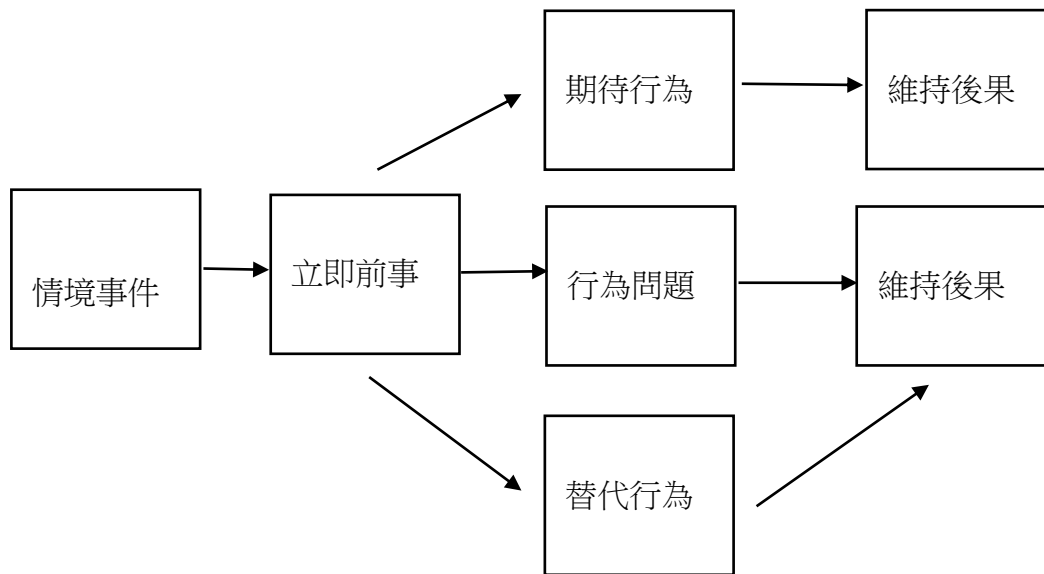 期待行為
維持後果
情境事件
立即前事
行為問題
維持後果
替代行為